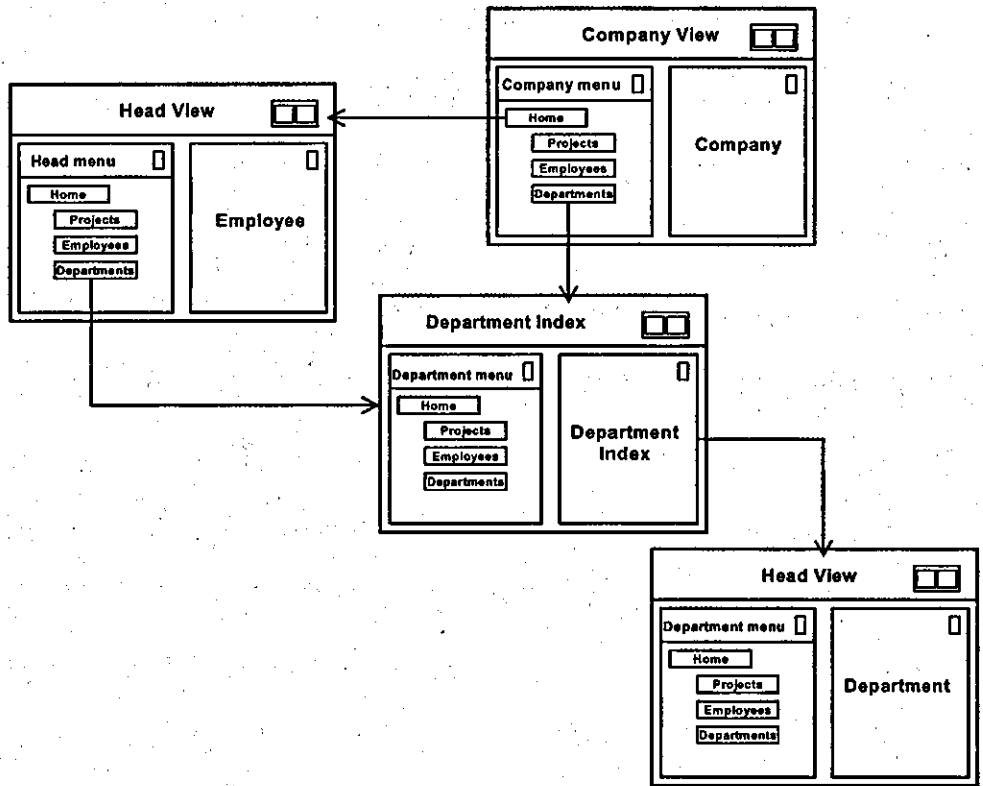 Company View
Company menu
Home
Projects
Employees
Departments
Company
Head View
Head menu
Home
Projects
Employees
Departments
Employee
Department Index
Department menu
Home
Projects
Employees
Departments
Department
Index
Head View
Department menu
Home
Projects
Employees
Departments
Department